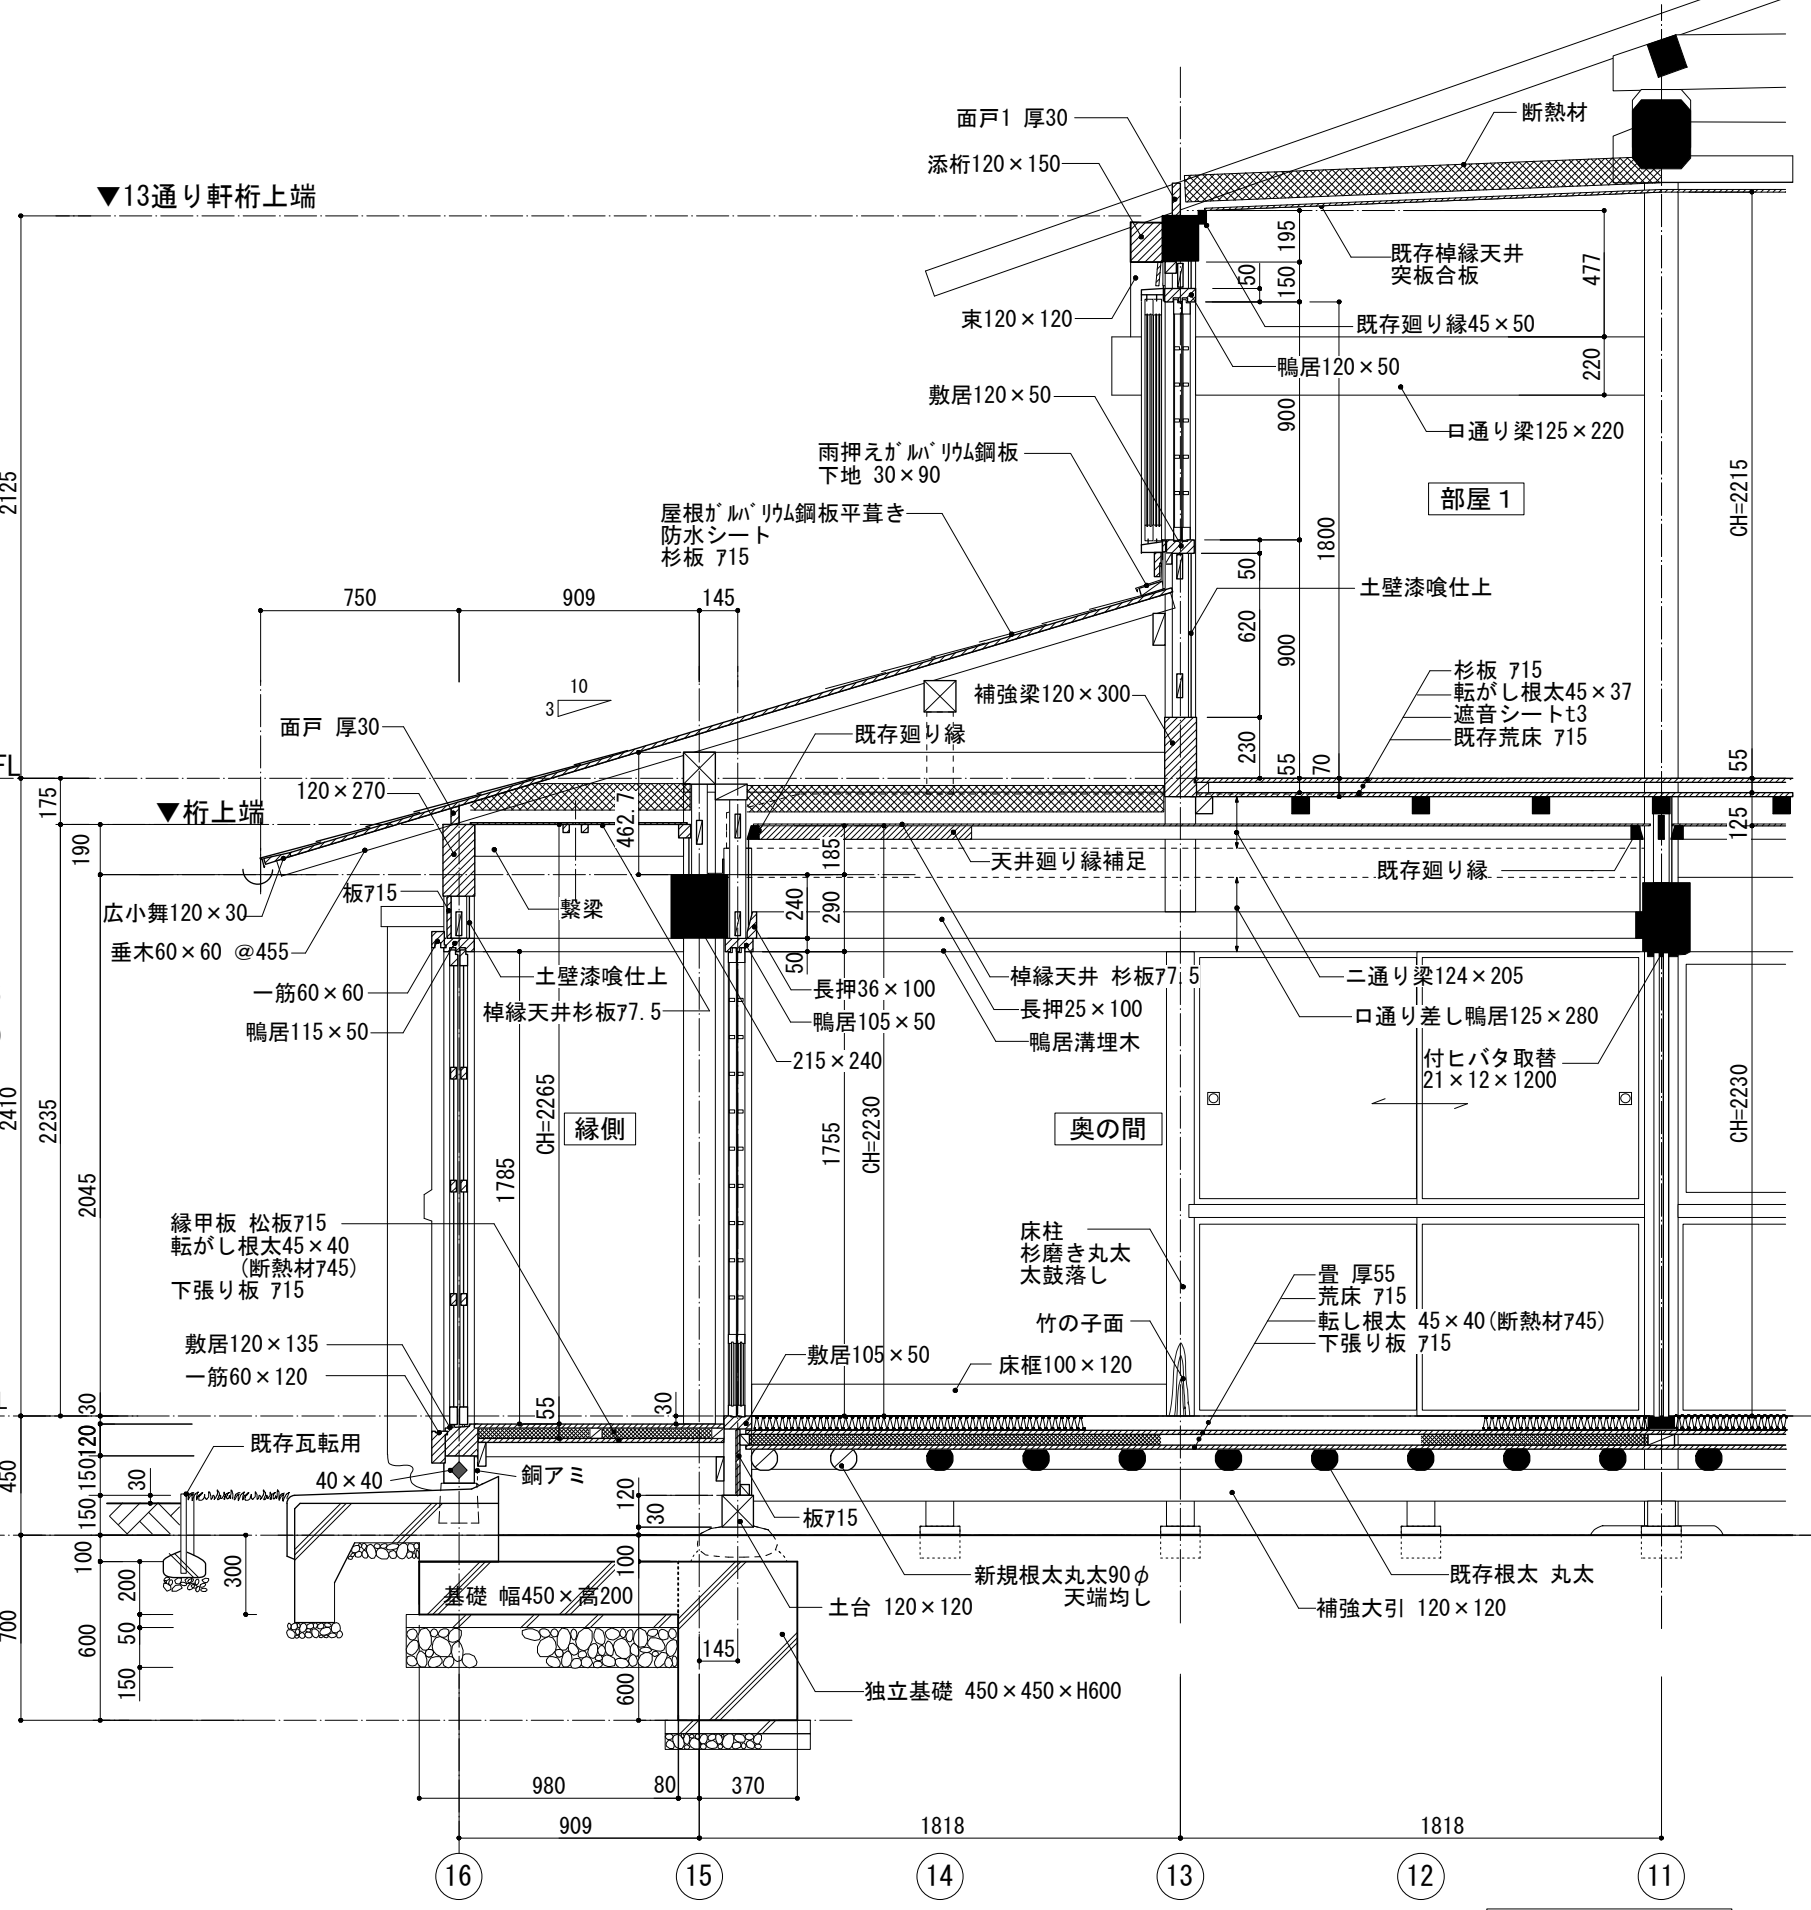 面戸1 厚30
断熱材
添桁120×150
▼13通り軒桁上端
195
50
150
既存棹縁天井
突板合板
477
束120×120
既存廻り縁45×50
鴨居120×50
220
敷居120×50
900
ロ通り梁125×220
雨押えｶﾞﾙﾊﾞﾘｳﾑ鋼板
下地 30×90
2125
CH=2215
部屋１
屋根ｶﾞﾙﾊﾞﾘｳﾑ鋼板平葺き
防水シート
杉板 ｱ15
1800
50
土壁漆喰仕上
750
909
145
620
900
10
3
補強梁120×300
杉板 ｱ15
転がし根太45×37
遮音シートt3
既存荒床 ｱ15
面戸 厚30
既存廻り縁
230
55
70
55
FL
175
120×270
▼桁上端
462.7
125
190
185
天井廻り縁補足
既存廻り縁
板ｱ15
広小舞120×30
繋梁
240
290
垂木60×60 @455
土壁漆喰仕上
50
棹縁天井 杉板ｱ7.5
ニ通り梁124×205
一筋60×60
長押36×100
長押25×100
棹縁天井杉板ｱ7.5
鴨居115×50
鴨居105×50
ロ通り差し鴨居125×280
鴨居溝埋木
215×240
付ヒバタ取替
21×12×1200
2410
2235
CH=2265
縁側
1755
CH=2230
奥の間
CH=2230
1785
2045
縁甲板 松板ｱ15
転がし根太45×40
(断熱材ｱ45)
下張り板 ｱ15
床柱
杉磨き丸太
太鼓落し
畳 厚55
荒床 ｱ15
転し根太 45×40(断熱材ｱ45)
下張り板 ｱ15
竹の子面
敷居120×135
一筋60×120
敷居105×50
床框100×120
30
55
30
120
既存瓦転用
450
150
30
40×40
銅アミ
120
150
30
板ｱ15
100
200
300
100
新規根太丸太90φ
天端均し
既存根太 丸太
基礎 幅450×高200
土台 120×120
補強大引 120×120
700
600
50
150
145
600
独立基礎 450×450×H600
980
80
370
909
1818
1818
16
15
14
13
12
11